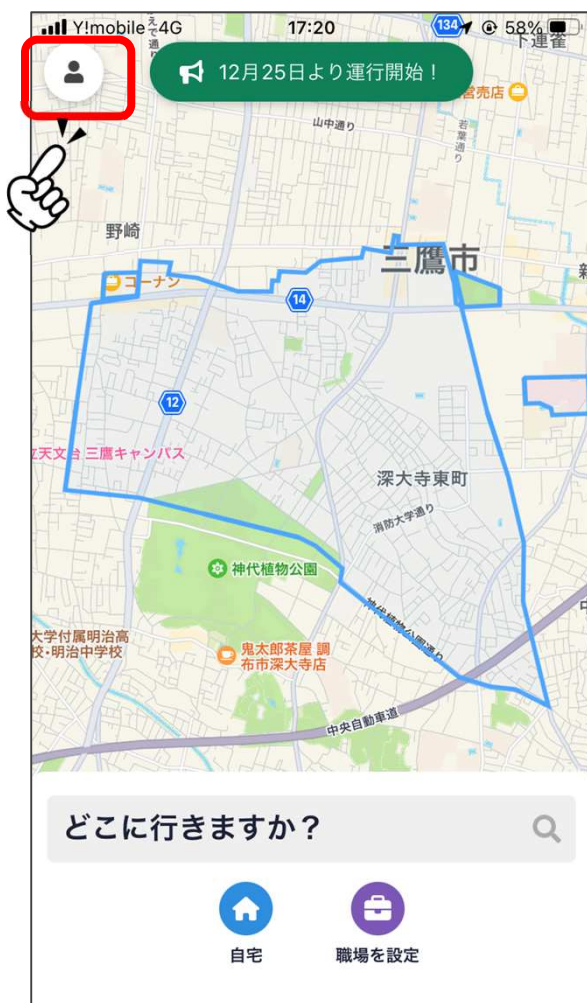 Y!mobile 4G
17:20
134
58%
下連雀
12月25日より運行開始！
山中通り
若葉通り
野崎
三鷹市
コーナン
14
12
三鷹キャンパス
深大寺東町
消防大学通り
神代植物公園
神代植物公園通り
大学付属明治高
校・明治中学校
鬼太郎茶屋 調
布市深大寺店
中央自動車道
どこに行きますか？
自宅
職場を設定